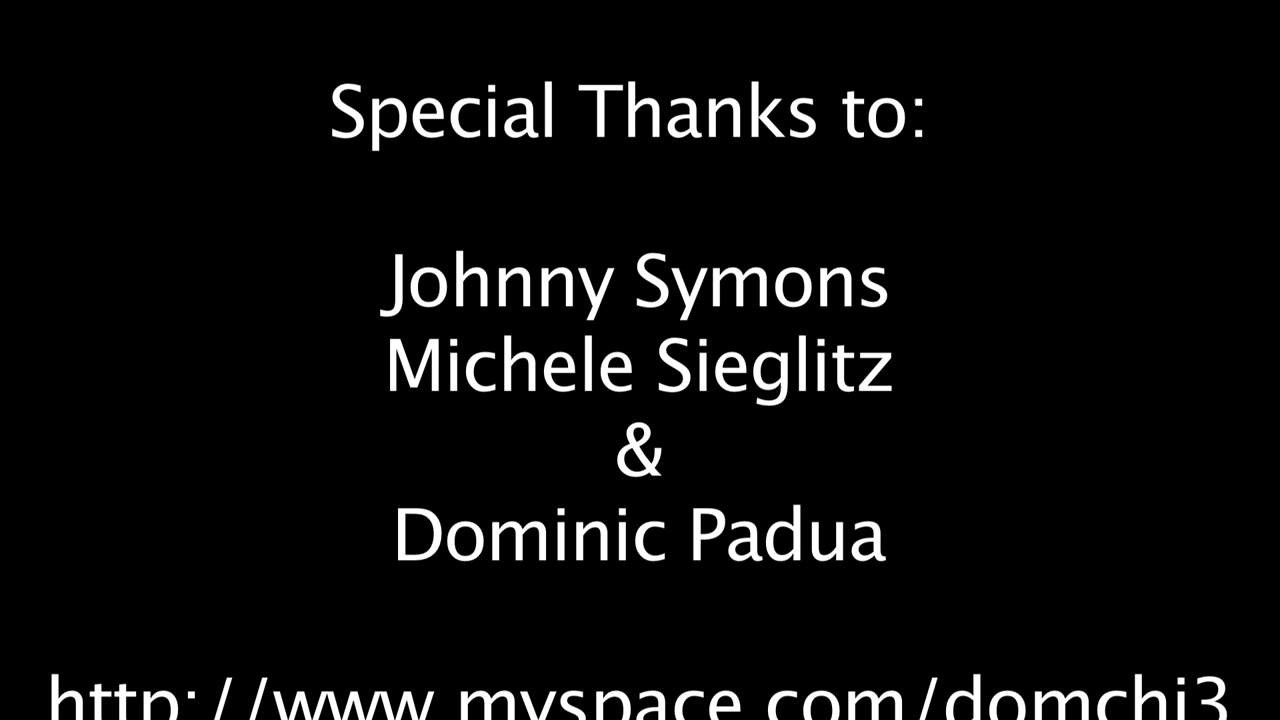 Special Thanks to:
Johnny Symons
Michele Sieglitz
&
Dominic Padua
http://www.myspace.com/domchi3